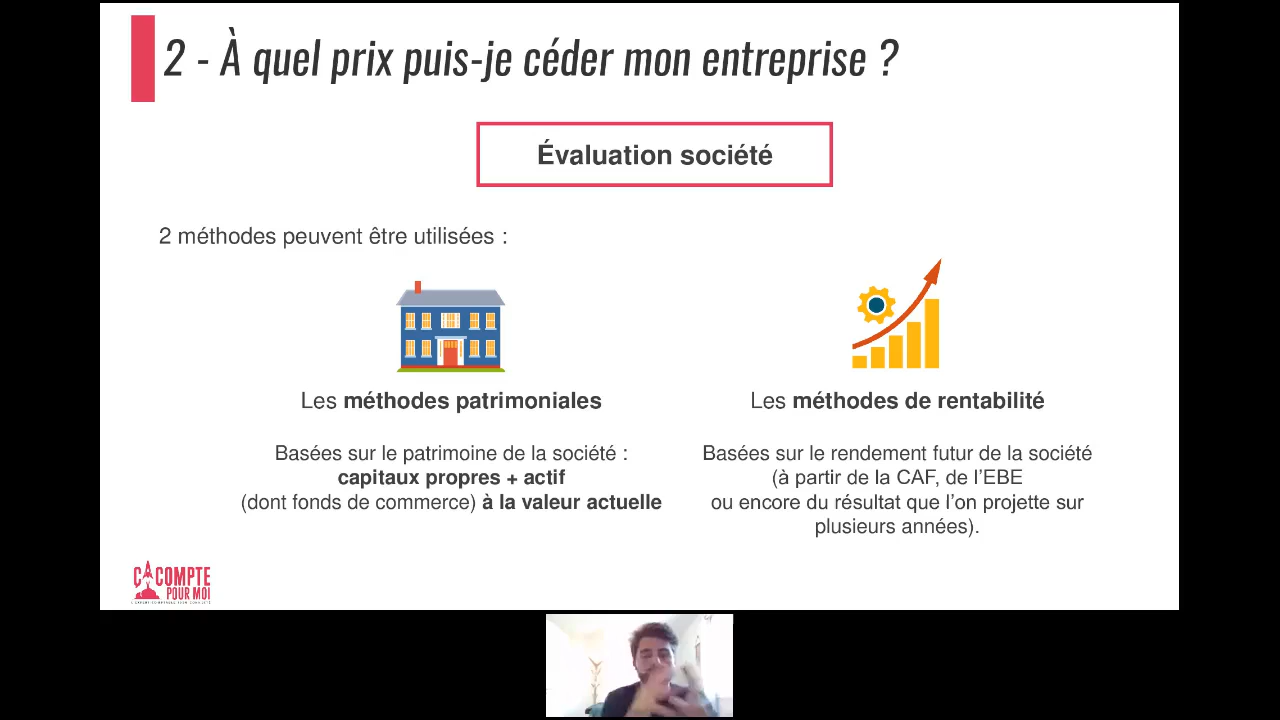 2 - À quel prix puis-je céder mon entreprise ?
Évaluation société
2 méthodes peuvent être utilisées :
Les méthodes patrimoniales
Basées sur le patrimoine de la société :
capitaux propres + actif
(dont fonds de commerce) à la valeur actuelle
Les méthodes de rentabilité
Basées sur le rendement futur de la société
(à partir de la CAF, de l'EBE
ou encore du résultat que l'on projette sur
plusieurs années).
ÇA COMPTE
POUR MOI